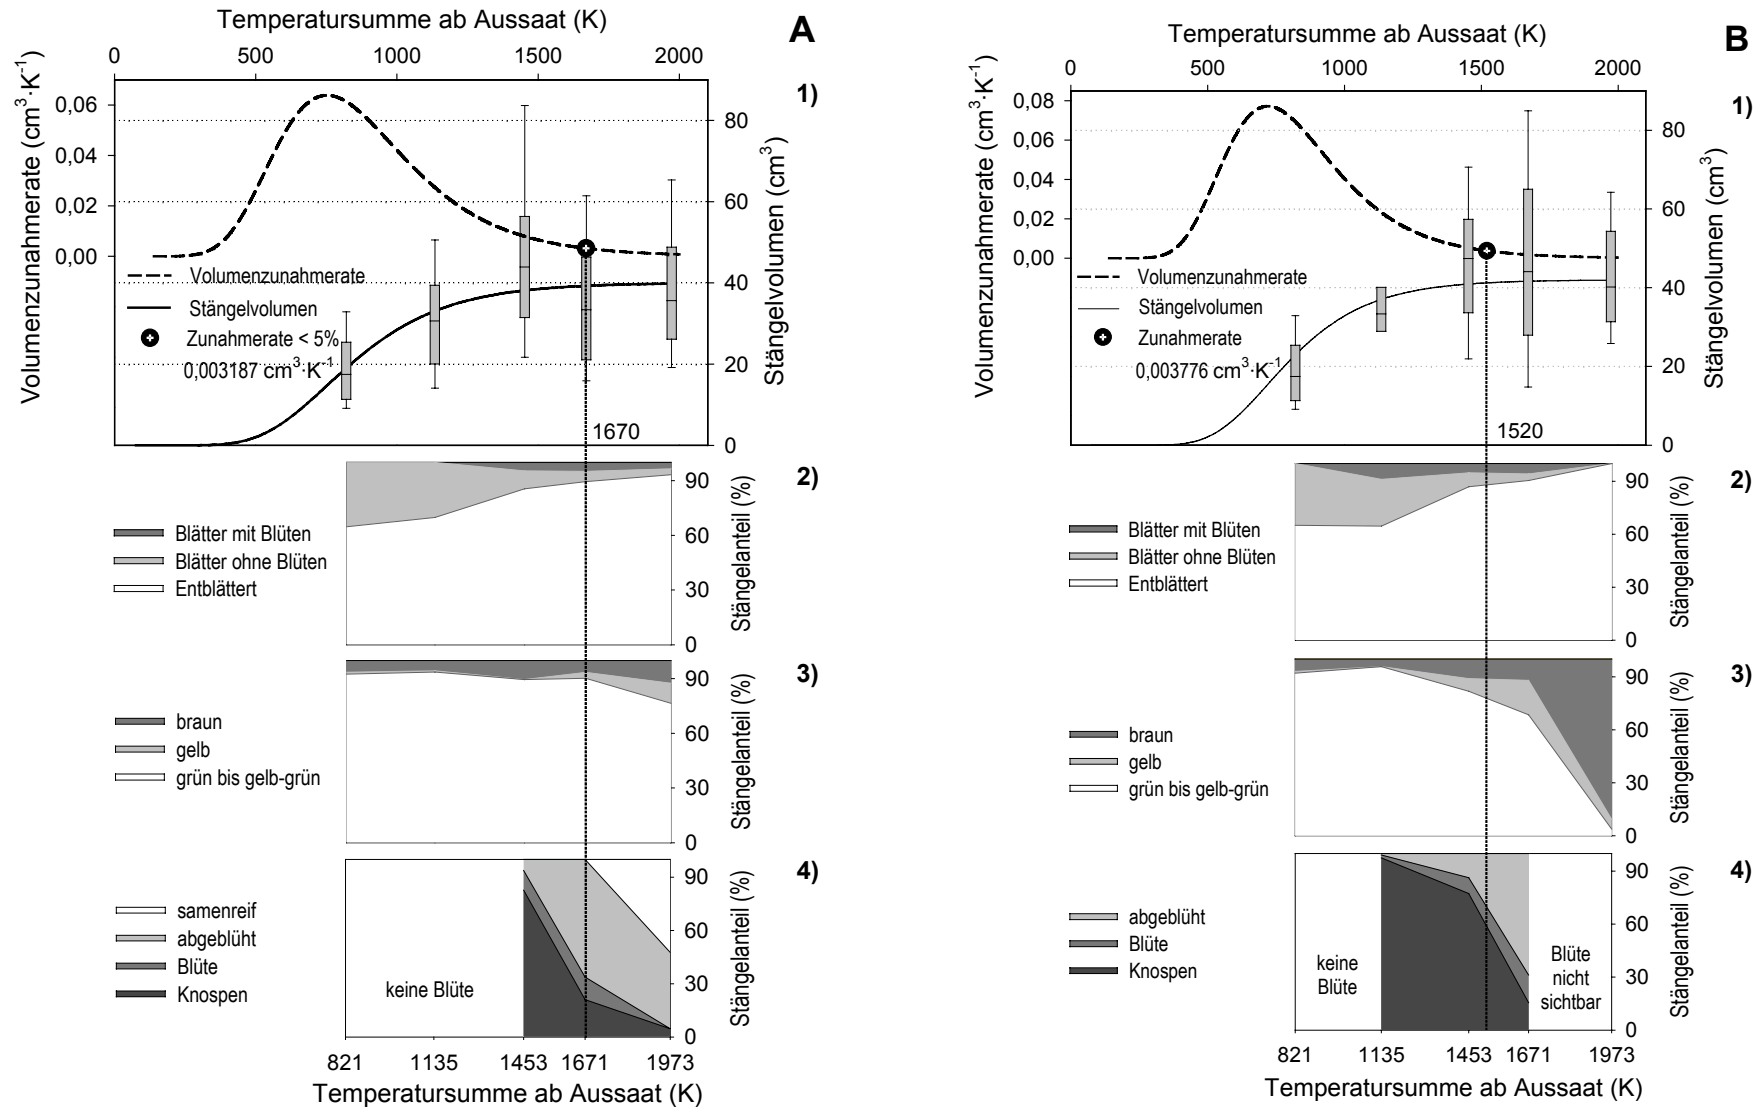 Temperatursumme ab Aussaat (K)
A
0 500 1000 1500 2000
1)
Volumenzunahmerate (cm³·K⁻¹)
0,06
0,04
0,02
0,00
80
60
40
20
0
Stängelvolumen (cm³)
Volumenzunahmerate
Stängelvolumen
Zunahmerate < 5%
0,003187 cm³·K⁻¹
1670
2)
Blätter mit Blüten
Blätter ohne Blüten
Entblättert
90
60
30
0
Stängelanteil (%)
3)
braun
gelb
grün bis gelb-grün
90
60
30
0
Stängelanteil (%)
4)
samenreif
abgeblüht
Blüte
Knospen
keine Blüte
90
60
30
0
Stängelanteil (%)
821 1135 1453 1671 1973
Temperatursumme ab Aussaat (K)
Temperatursumme ab Aussaat (K)
B
0 500 1000 1500 2000
1)
Volumenzunahmerate (cm³·K⁻¹)
0,08
0,06
0,04
0,02
0,00
80
60
40
20
0
Stängelvolumen (cm³)
Volumenzunahmerate
Stängelvolumen
Zunahmerate
0,003776 cm³·K⁻¹
1520
2)
Blätter mit Blüten
Blätter ohne Blüten
Entblättert
90
60
30
0
Stängelanteil (%)
3)
braun
gelb
grün bis gelb-grün
90
60
30
0
Stängelanteil (%)
4)
abgeblüht
Blüte
Knospen
keine
Blüte
Blüte
nicht
sichtbar
90
60
30
0
Stängelanteil (%)
821 1135 1453 1671 1973
Temperatursumme ab Aussaat (K)